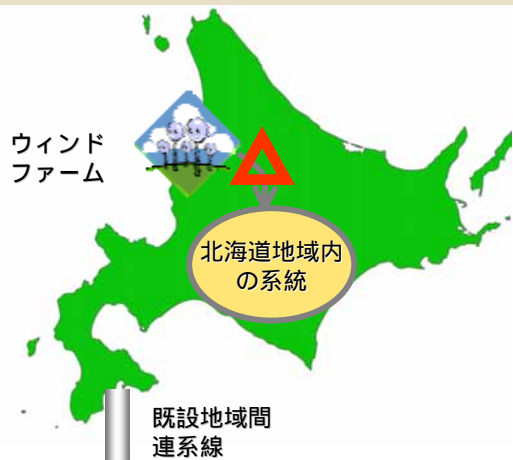 ウィンド
ファーム
北海道地域内
の系統
既設地域間
連系線